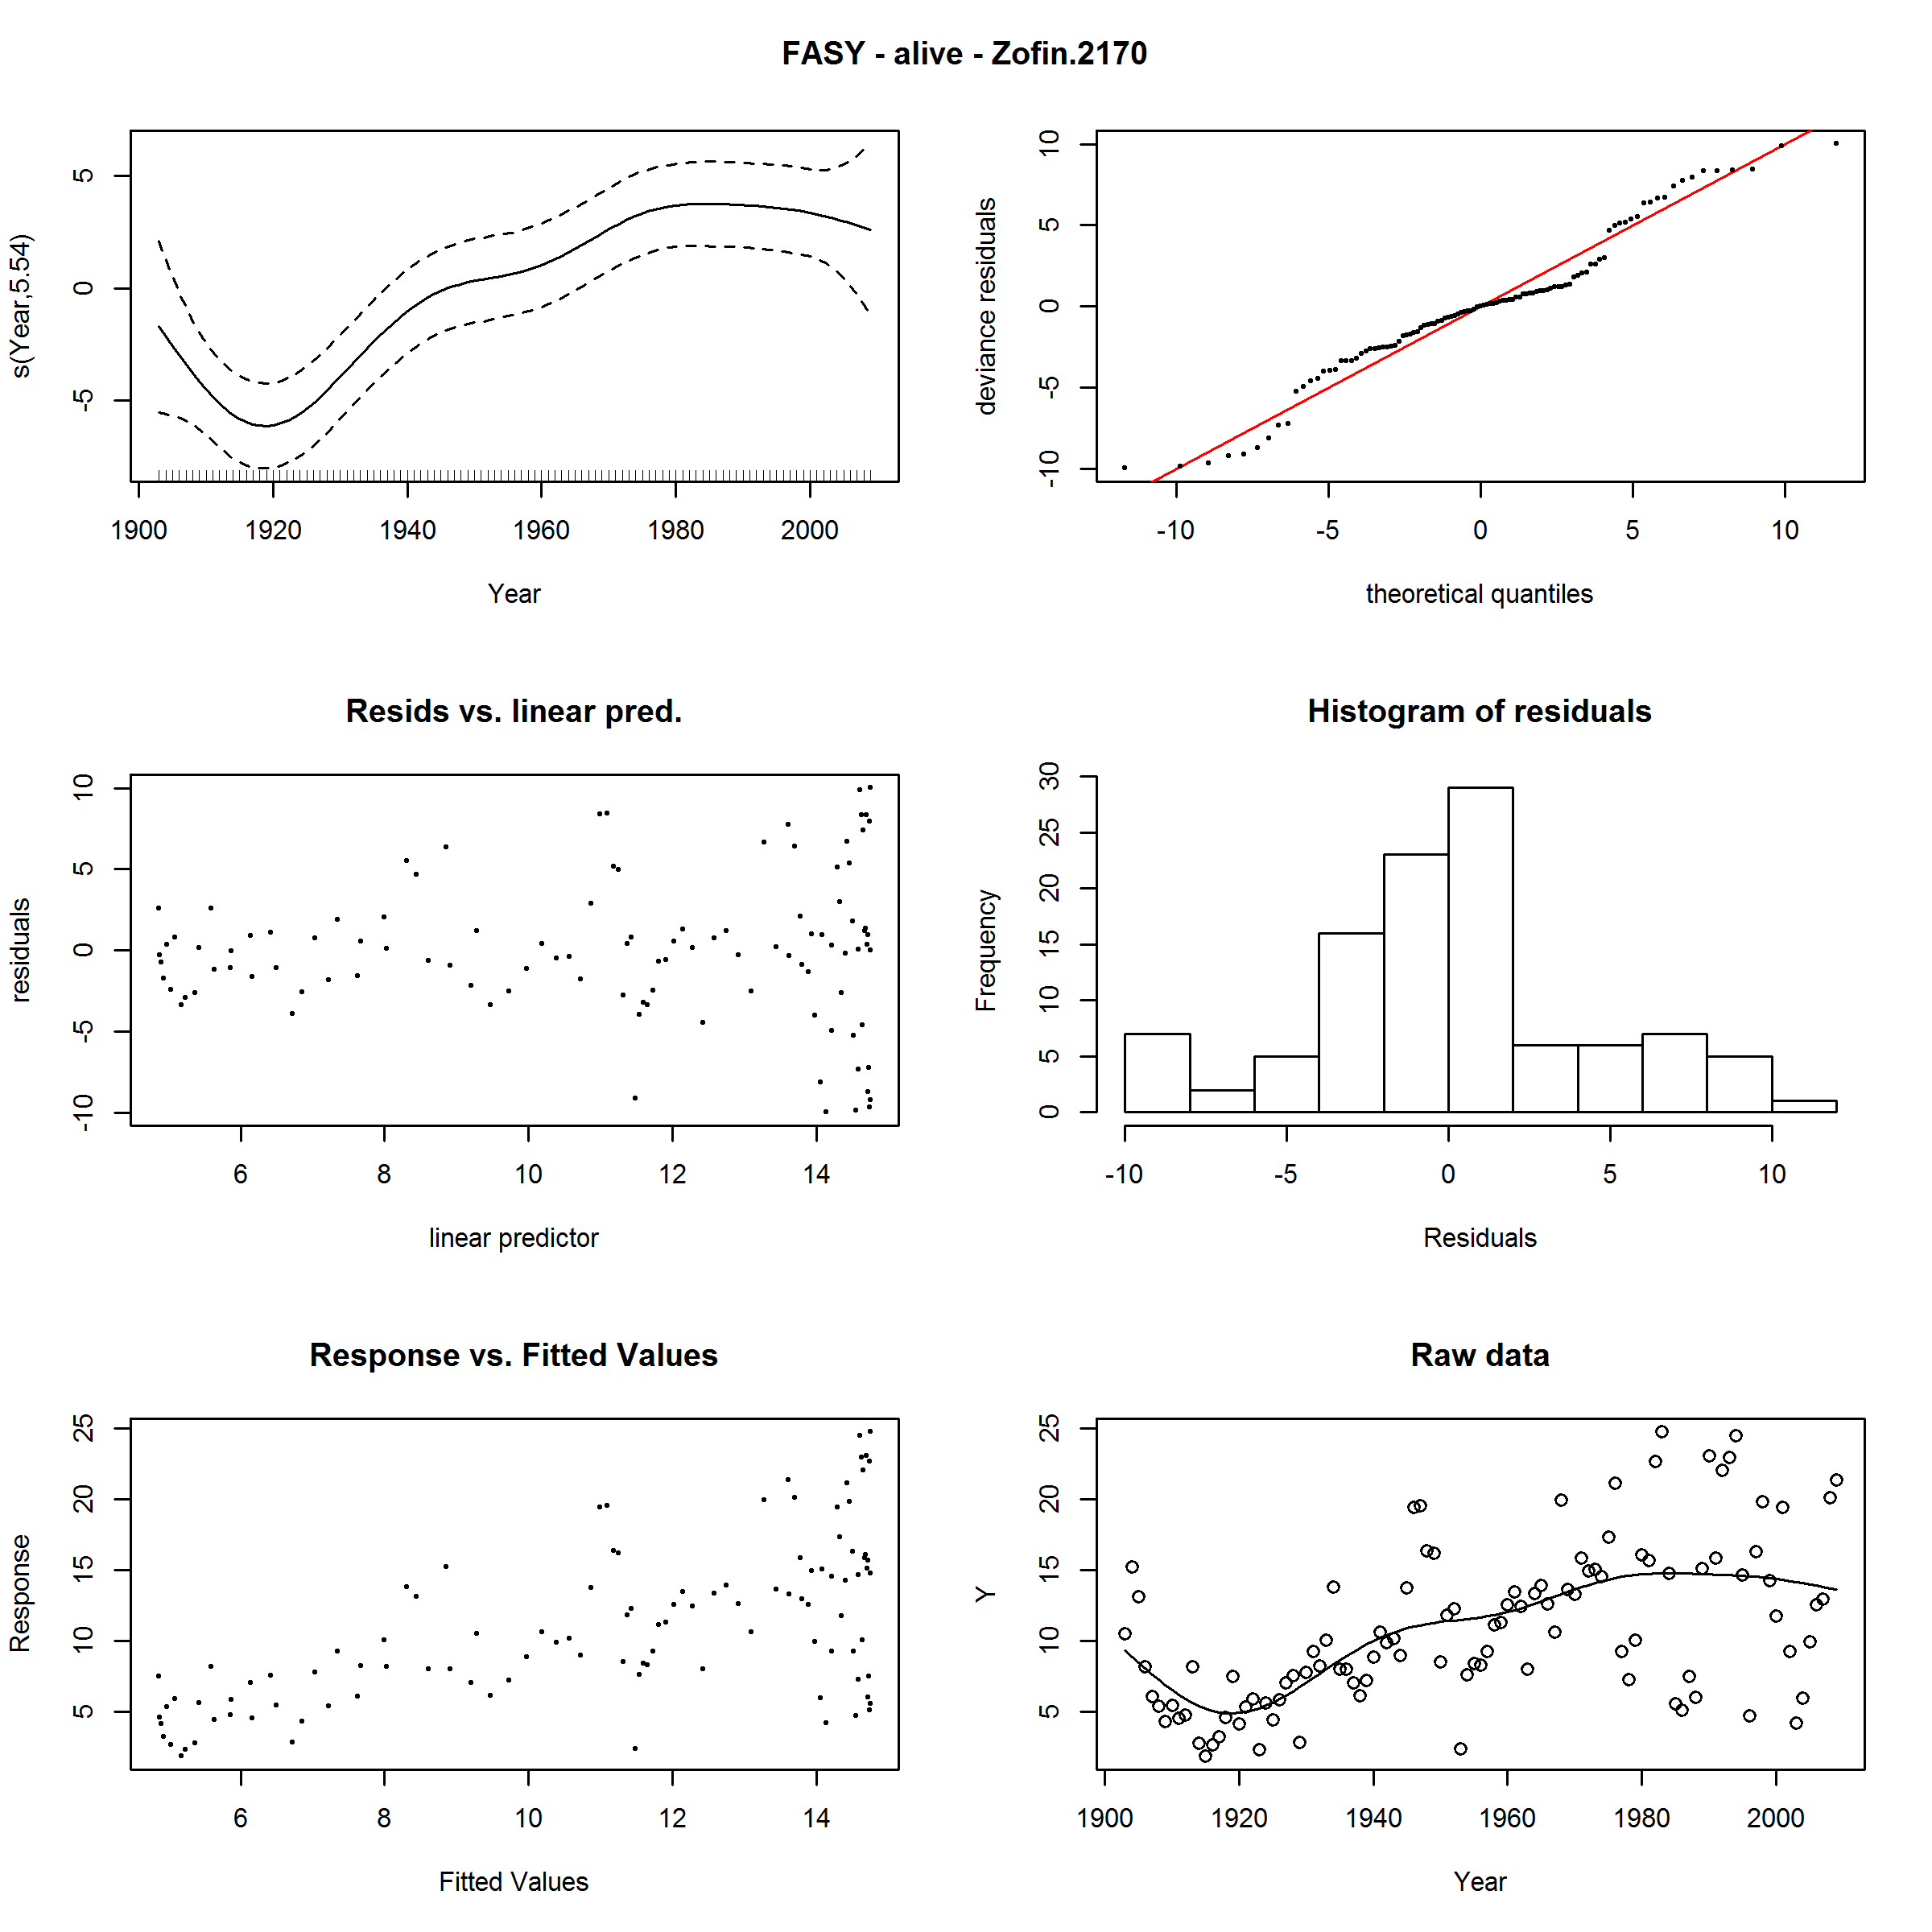 FASY - alive - Zofin.2170
s(Year,5.54)
5
0
-5
1900 1920 1940 1960 1980 2000
Year
deviance residuals
10
5
0
-5
-10
-10 -5 0 5 10
theoretical quantiles
Resids vs. linear pred.
residuals
10
5
0
-5
-10
6 8 10 12 14
linear predictor
Histogram of residuals
Frequency
30
25
20
15
10
5
0
-10 -5 0 5 10
Residuals
Response vs. Fitted Values
Response
25
20
15
10
5
6 8 10 12 14
Fitted Values
Raw data
Y
25
20
15
10
5
1900 1920 1940 1960 1980 2000
Year